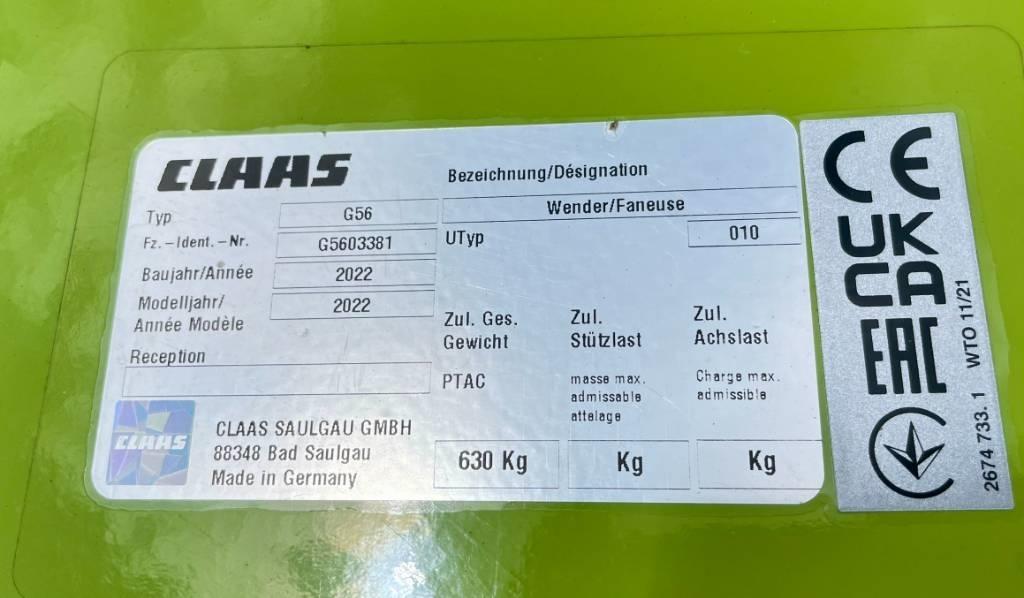 CLAAS
Bezeichnung/Désignation
Typ G56
Wender/Faneuse
Fz.-Ident.-Nr. G5603381
UTyp 010
Baujahr/Année 2022
Modelljahr/
Année Modèle 2022
Zul. Ges.
Gewicht
Zul.
Stützlast
Zul.
Achslast
Reception
PTAC
masse max.
admissable
attelage
Charge max.
admissible
CLAAS
CLAAS SAULGAU GMBH
88348 Bad Saulgau
Made in Germany
630 Kg
Kg
Kg
CE
UK
CA
EAC
2674 733. 1 WTO 11/21